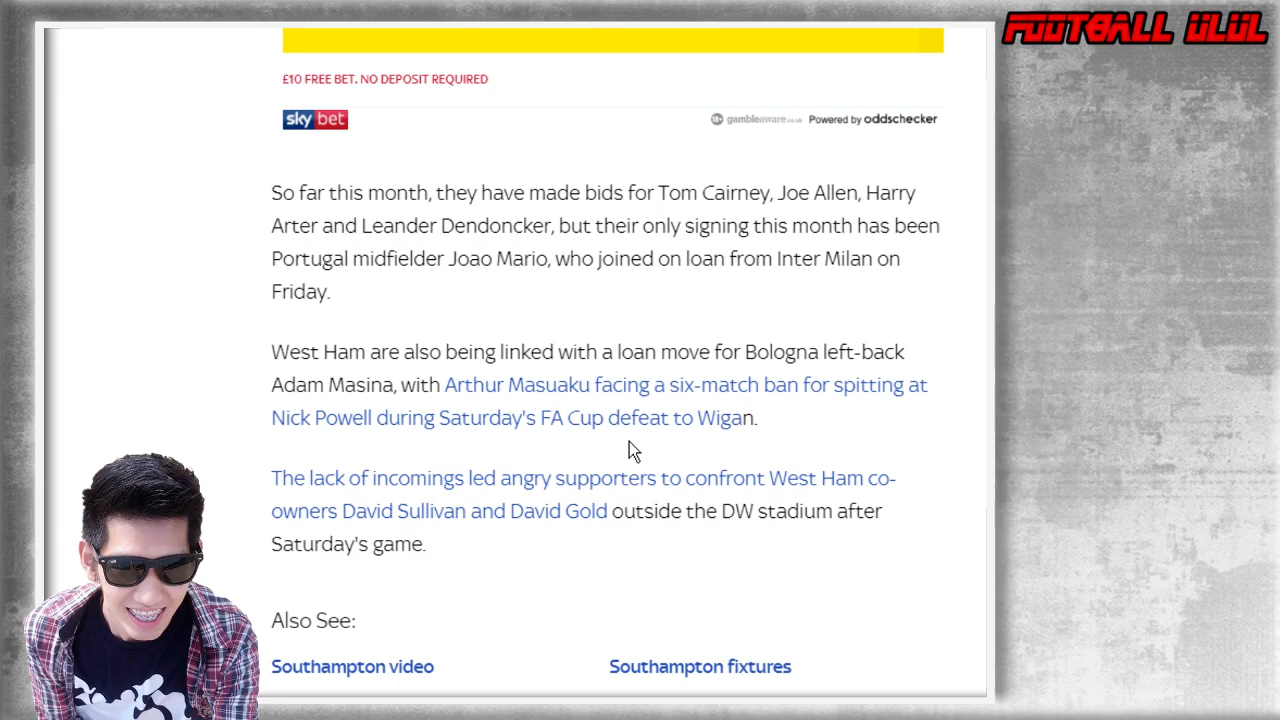 FOOTBALL ULUL
£10 FREE BET. NO DEPOSIT REQUIRED
sky bet
18+ gambleaware.co.uk Powered by oddschecker
So far this month, they have made bids for Tom Cairney, Joe Allen, Harry
Arter and Leander Dendoncker, but their only signing this month has been
Portugal midfielder Joao Mario, who joined on loan from Inter Milan on
Friday.
West Ham are also being linked with a loan move for Bologna left-back
Adam Masina, with Arthur Masuaku facing a six-match ban for spitting at
Nick Powell during Saturday's FA Cup defeat to Wigan.
The lack of incomings led angry supporters to confront West Ham co-
owners David Sullivan and David Gold outside the DW stadium after
Saturday's game.
Also See:
Southampton video
Southampton fixtures